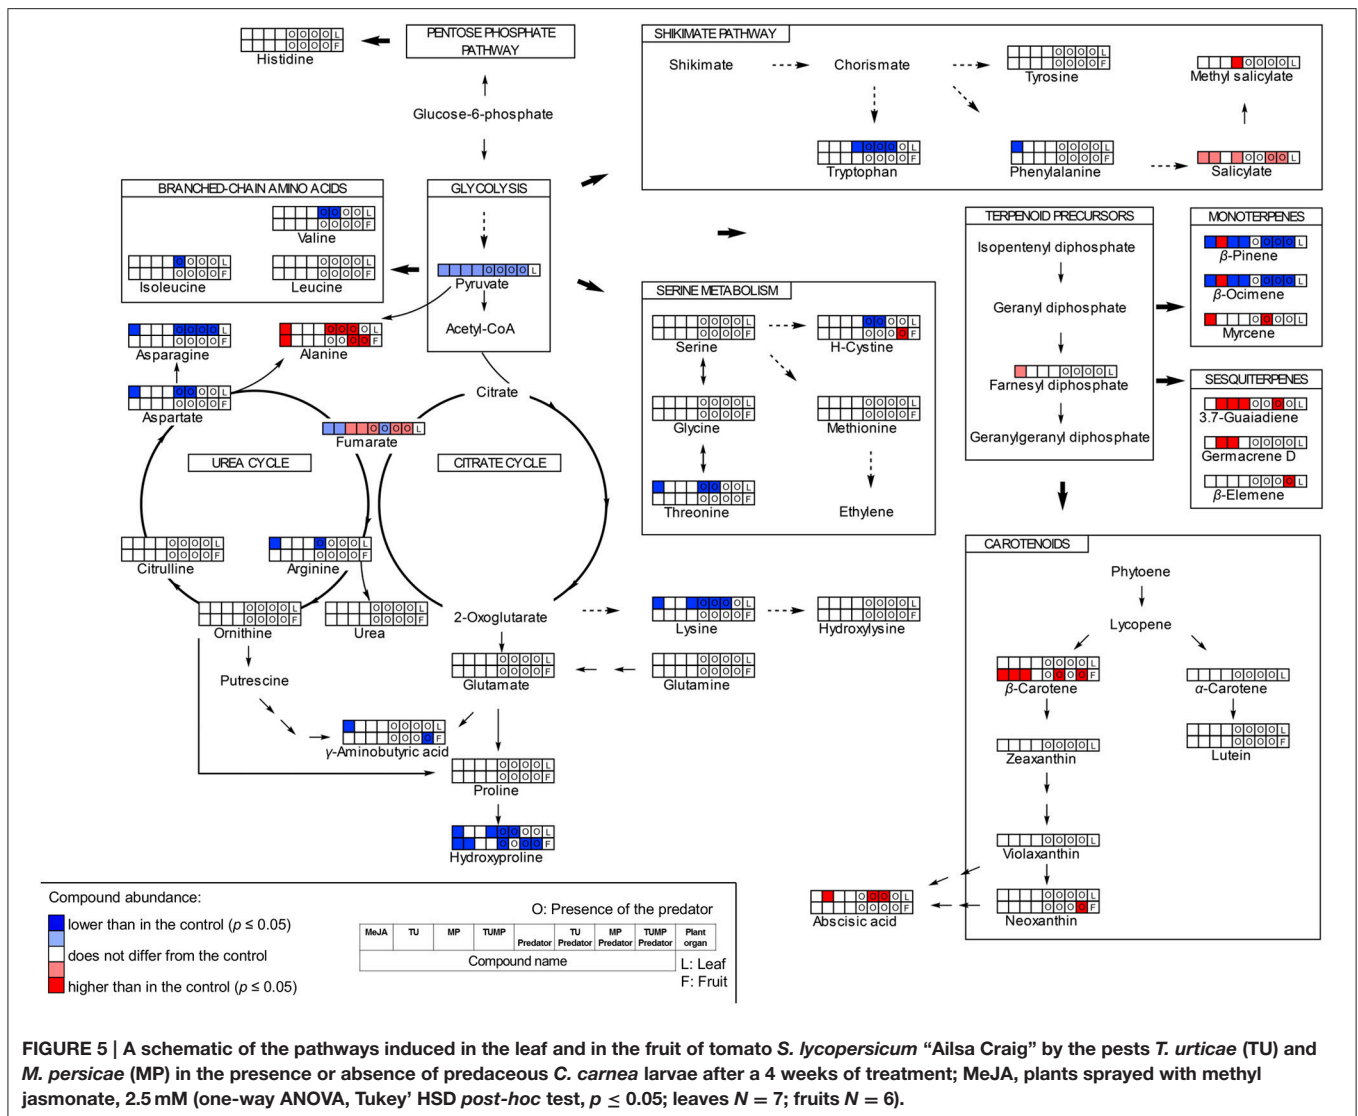 PENTOSE PHOSPHATE
PATHWAY
O O O O L
O O O O F
Histidine
Glucose-6-phosphate
SHIKIMATE PATHWAY
Shikimate
Chorismate
O O O O L
O O O O F
Tyrosine
O O O O L
Methyl salicylate
O O O O L
O O O O F
Tryptophan
O O O O L
O O O O F
Phenylalanine
O O O O L
Salicylate
BRANCHED-CHAIN AMINO ACIDS
O O O O L
O O O O F
Valine
O O O O L
O O O O F
Isoleucine
O O O O L
O O O O F
Leucine
GLYCOLYSIS
O O O O L
Pyruvate
Acetyl-CoA
O O O O L
O O O O F
Asparagine
O O O O L
O O O O F
Alanine
O O O O L
O O O O F
Aspartate
Citrate
O O O O L
Fumarate
UREA CYCLE
CITRATE CYCLE
O O O O L
O O O O F
Citrulline
O O O O L
O O O O F
Arginine
O O O O L
O O O O F
Ornithine
O O O O L
O O O O F
Urea
2-Oxoglutarate
Putrescine
O O O O L
O O O O F
Glutamate
O O O O L
O O O O F
Glutamine
O O O O L
O O O O F
Lysine
O O O O L
O O O O F
Hydroxylysine
O O O O L
O O O O F
γ-Aminobutyric acid
O O O O L
O O O O F
Proline
O O O O L
O O O O F
Hydroxyproline
SERINE METABOLISM
O O O O L
O O O O F
Serine
O O O O L
O O O O F
H-Cystine
O O O O L
O O O O F
Glycine
O O O O L
O O O O F
Methionine
O O O O L
O O O O F
Threonine
Ethylene
TERPENOID PRECURSORS
Isopentenyl diphosphate
Geranyl diphosphate
O O O O L
Farnesyl diphosphate
Geranylgeranyl diphosphate
MONOTERPENES
O O O O L
β-Pinene
O O O O L
β-Ocimene
O O O O L
Myrcene
SESQUITERPENES
O O O O L
3.7-Guaiadiene
O O O O L
Germacrene D
O O O O L
β-Elemene
CAROTENOIDS
Phytoene
Lycopene
O O O O L
O O O O F
β-Carotene
O O O O L
α-Carotene
O O O O L
Zeaxanthin
O O O O L
O O O O F
Lutein
O O O O L
Violaxanthin
O O O O L
O O O O F
Neoxanthin
O O O O L
O O O O F
Abscisic acid
Compound abundance:
lower than in the control (p ≤ 0.05)
does not differ from the control
higher than in the control (p ≤ 0.05)
O: Presence of the predator
MeJA TU MP TUMP Predator TU Predator MP Predator TUMP Predator Plant organ
Compound name
L: Leaf
F: Fruit
FIGURE 5 | A schematic of the pathways induced in the leaf and in the fruit of tomato S. lycopersicum “Ailsa Craig” by the pests T. urticae (TU) and
M. persicae (MP) in the presence or absence of predaceous C. carnea larvae after a 4 weeks of treatment; MeJA, plants sprayed with methyl
jasmonate, 2.5 mM (one-way ANOVA, Tukey’ HSD post-hoc test, p ≤ 0.05; leaves N = 7; fruits N = 6).